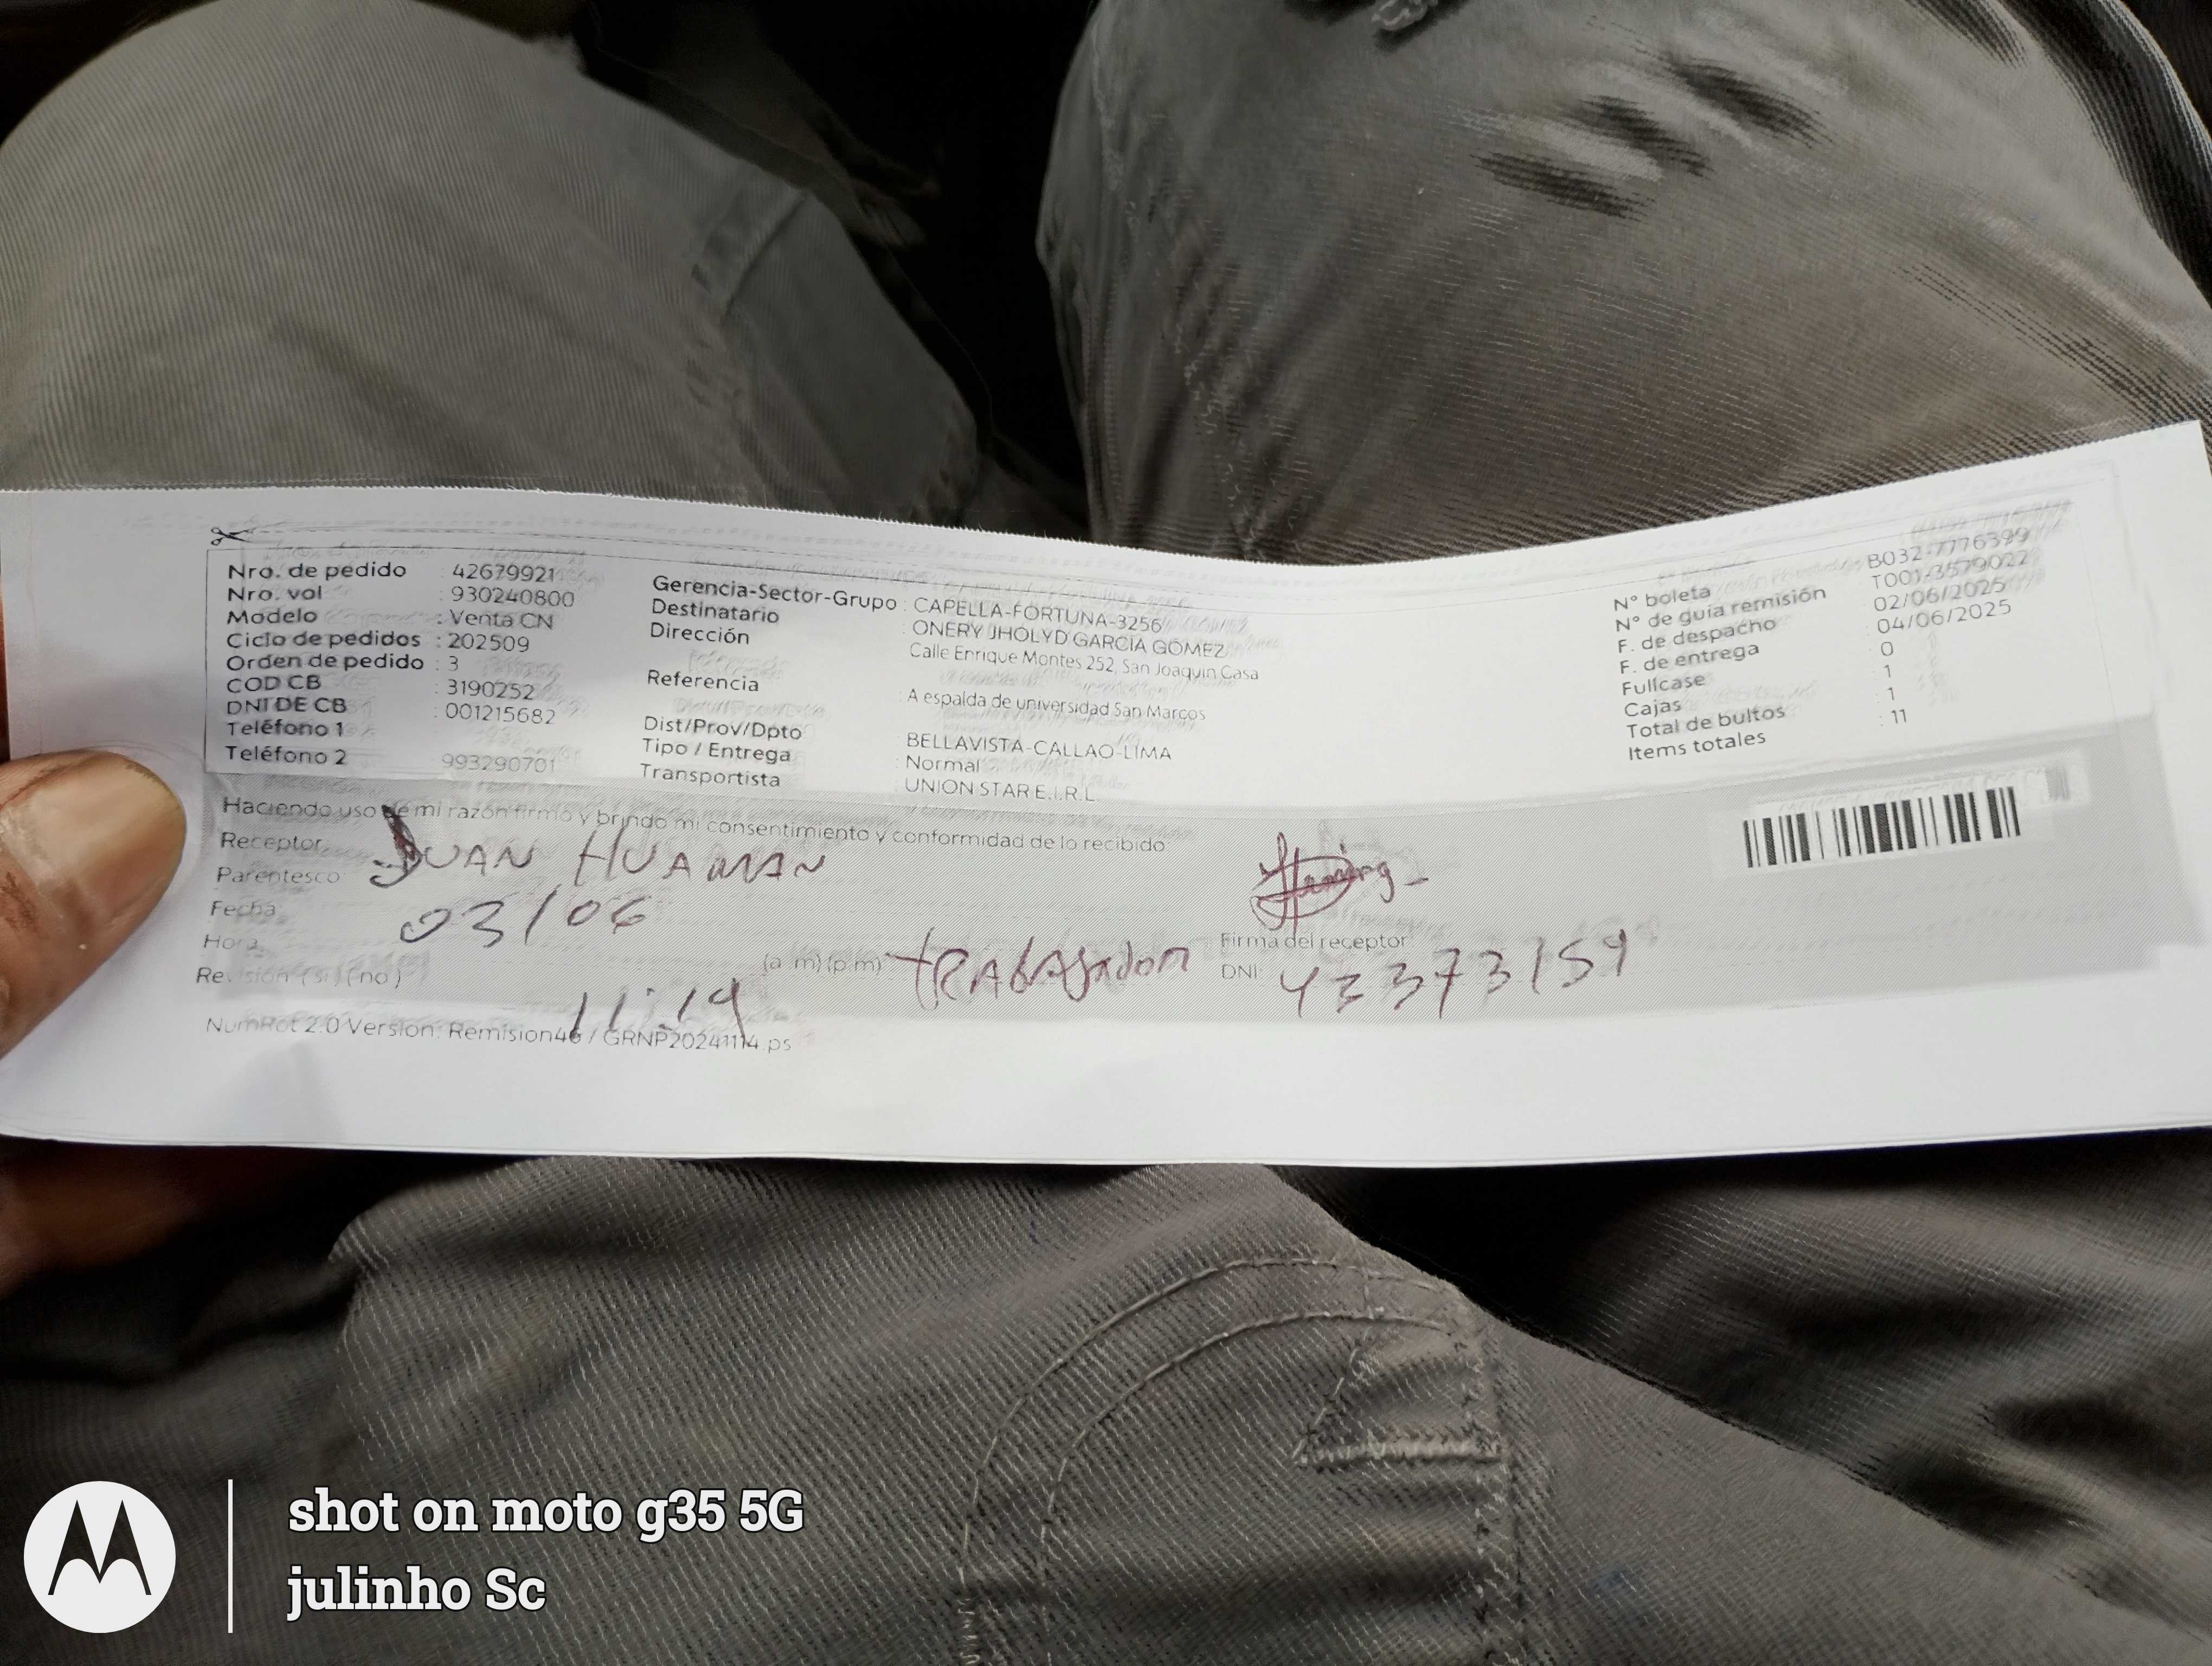 Nro. de pedido : 42679921
Nro. vol : 930240800
Modelo : Venta CN
Ciclo de pedidos : 202509
Orden de pedido : 3
COD CB : 3190252
DNI DE CB : 001215682
Teléfono 1
Teléfono 2 993290701
Gerencia-Sector-Grupo : CAPELLA-FORTUNA-3256
Destinatario : ONERY JHOLYD GARCIA GÓMEZ
Dirección : Calle Enrique Montes 252, San Joaquin Casa
Referencia : A espalda de universidad San Marcos
Dist/Prov/Dpto : BELLAVISTA-CALLAO-LIMA
Tipo / Entrega : Normal
Transportista : UNION STAR E.I.R.L.
N° boleta B032-7776399
N° de guía remisión T001-3579022
F. de despacho : 02/06/2025
F. de entrega : 04/06/2025
Fullcase : 0
Cajas : 1
Total de bultos : 1
Items totales : 11
Haciendo uso de mi razón firmo y brindo mi consentimiento y conformidad de lo recibido:
Receptor JUAN HUAMAN
Parentesco
Fecha 03/06
Hora (a.m)(p.m) TRABAJADOR
Revisión (si) (no) 11:19
Firma del receptor
DNI: 43373159
NumRot 2.0 Version: Remision46 / GRNP20241114.ps
shot on moto g35 5G
julinho Sc